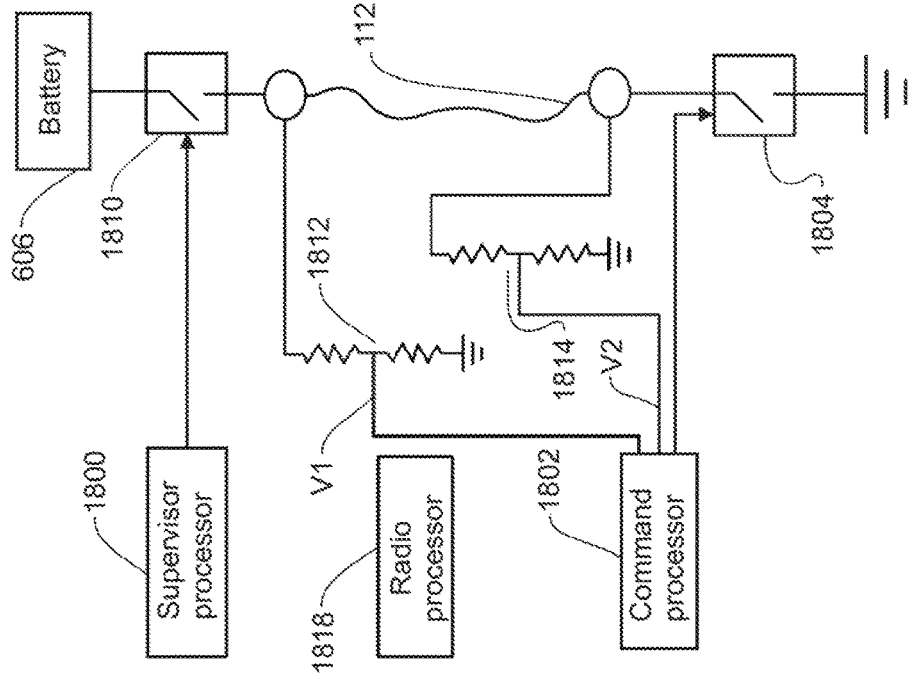 606
Battery
1810
112
1800
Supervisor
processor
1812
V1
1818
Radio
processor
1814
V2
1802
Command
processor
1804